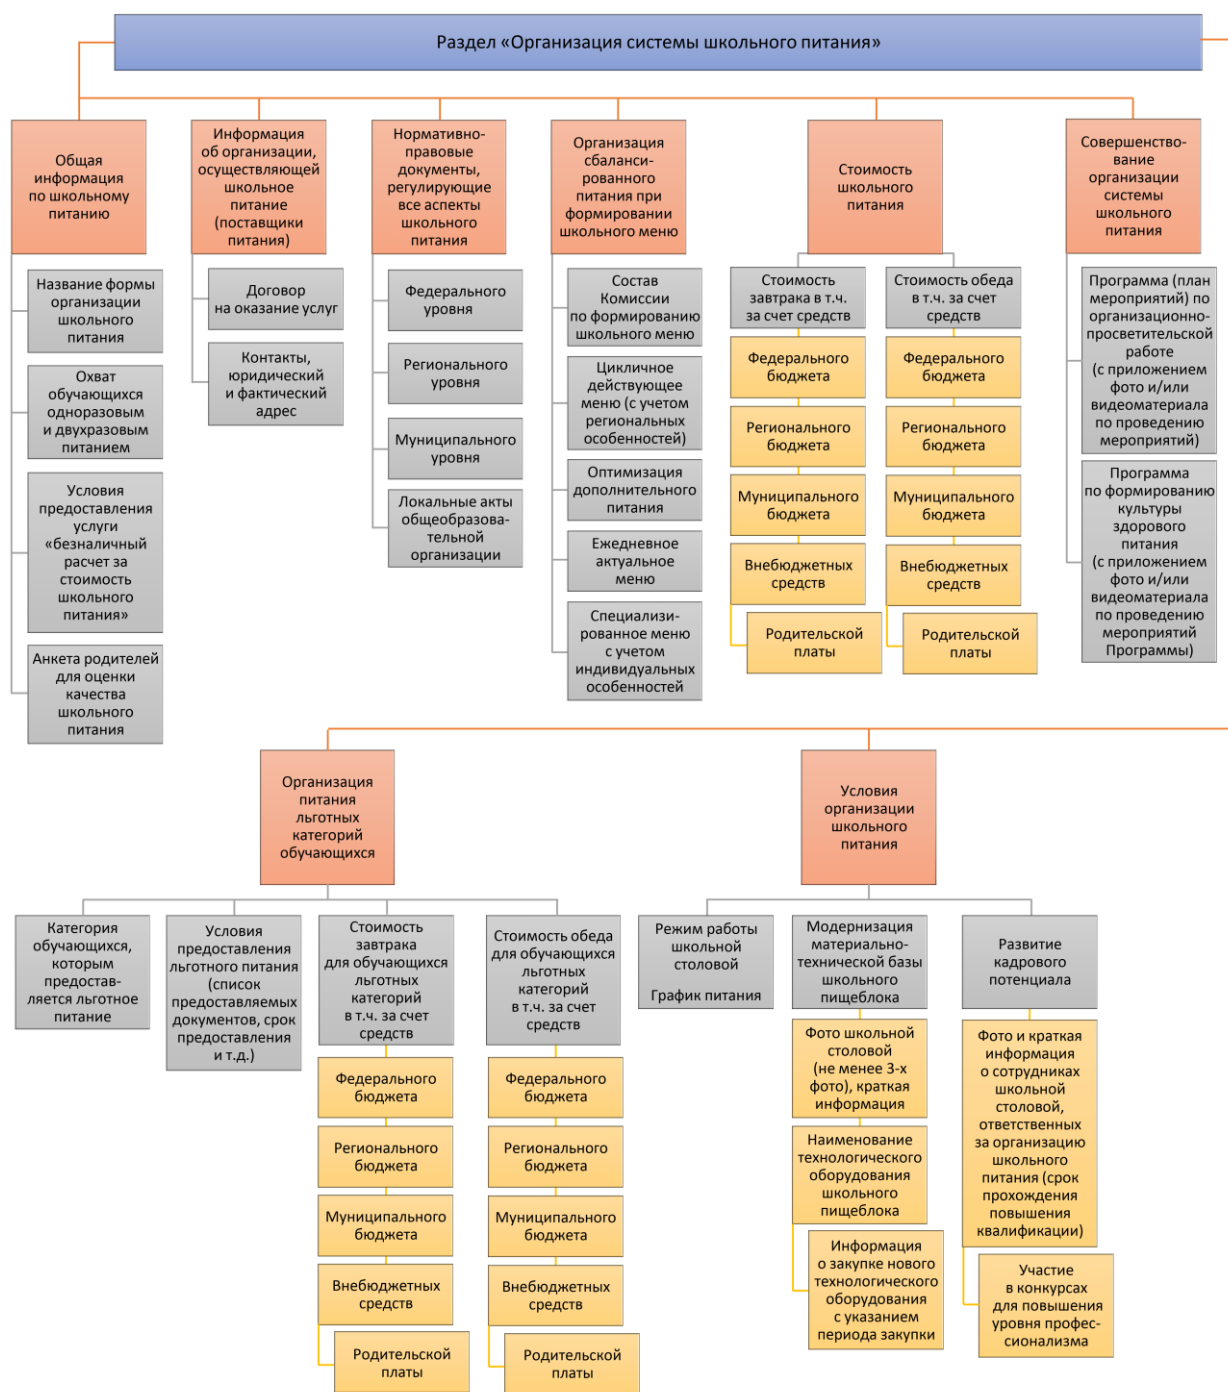 Раздел «Организация системы школьного питания»
Общая
информация
по школьному
питанию
Название формы
организации
школьного
питания
Охват
обучающихся
одноразовым
и двухразовым
питанием
Условия
предоставления
услуги
«безналичный
расчет за
стоимость
школьного
питания»
Анкета родителей
для оценки
качества
школьного
питания
Информация
об организации,
осуществляющей
школьное
питание
(поставщики
питания)
Договор
на оказание услуг
Контакты,
юридический
и фактический
адрес
Нормативно-
правовые
документы,
регулирующие
все аспекты
школьного
питания
Федерального
уровня
Регионального
уровня
Муниципального
уровня
Локальные акты
общеобразова-
тельной
организации
Организация
сбаланси-
рованного
питания при
формировании
школьного меню
Состав
Комиссии
по формированию
школьного меню
Цикличное
действующее
меню (с учетом
региональных
особенностей)
Оптимизация
дополнительного
питания
Ежедневное
актуальное
меню
Специализи-
рованное меню
с учетом
индивидуальных
особенностей
Стоимость
школьного
питания
Стоимость
завтрака в т.ч.
за счет средств
Федерального
бюджета
Регионального
бюджета
Муниципального
бюджета
Внебюджетных
средств
Родительской
платы
Стоимость обеда
в т.ч. за счет
средств
Федерального
бюджета
Регионального
бюджета
Муниципального
бюджета
Внебюджетных
средств
Родительской
платы
Совершенство-
вание
организации
системы
школьного
питания
Программа (план
мероприятий) по
организационно-
просветительской
работе
(с приложением
фото и/или
видеоматериала
по проведению
мероприятий)
Программа
по формированию
культуры
здорового
питания
(с приложением
фото и/или
видеоматериала
по проведению
мероприятий
Программы)
Организация
питания
льготных
категорий
обучающихся
Категория
обучающихся,
которым
предостав-
ляется льготное
питание
Условия
предоставления
льготного питания
(список
предоставляемых
документов, срок
предоставления
и т.д.)
Стоимость
завтрака
для обучающихся
льготных
категорий
в т.ч. за счет
средств
Федерального
бюджета
Регионального
бюджета
Муниципального
бюджета
Внебюджетных
средств
Родительской
платы
Стоимость обеда
для обучающихся
льготных
категорий
в т.ч. за счет
средств
Федерального
бюджета
Регионального
бюджета
Муниципального
бюджета
Внебюджетных
средств
Родительской
платы
Условия
организации
школьного
питания
Режим работы
школьной
столовой
График питания
Модернизация
материально-
технической базы
школьного
пищеблока
Фото школьной
столовой
(не менее 3-х
фото), краткая
информация
Наименование
технологического
оборудования
школьного
пищеблока
Информация
о закупке нового
технологического
оборудования
с указанием
периода закупки
Развитие
кадрового
потенциала
Фото и краткая
информация
о сотрудниках
школьной
столовой,
ответственных
за организацию
школьного
питания (срок
прохождения
повышения
квалификации)
Участие
в конкурсах
для повышения
уровня профес-
сионализма